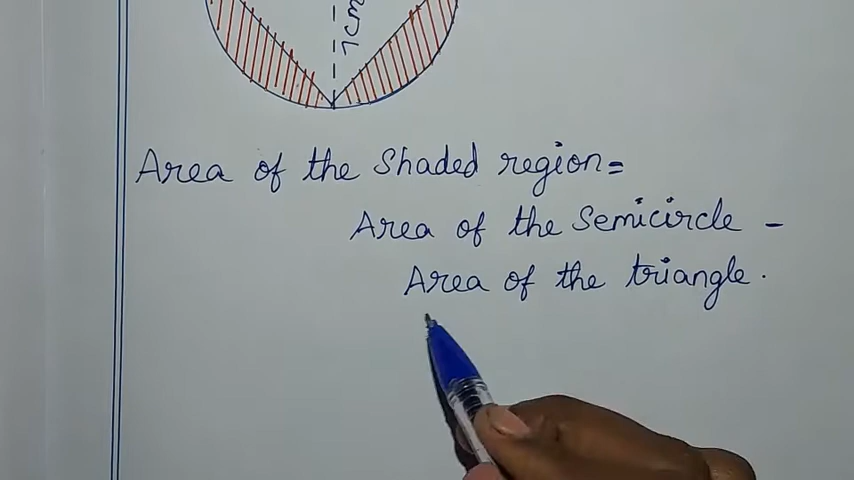 7cm
Area of the Shaded region =
Area of the Semicircle -
Area of the triangle.